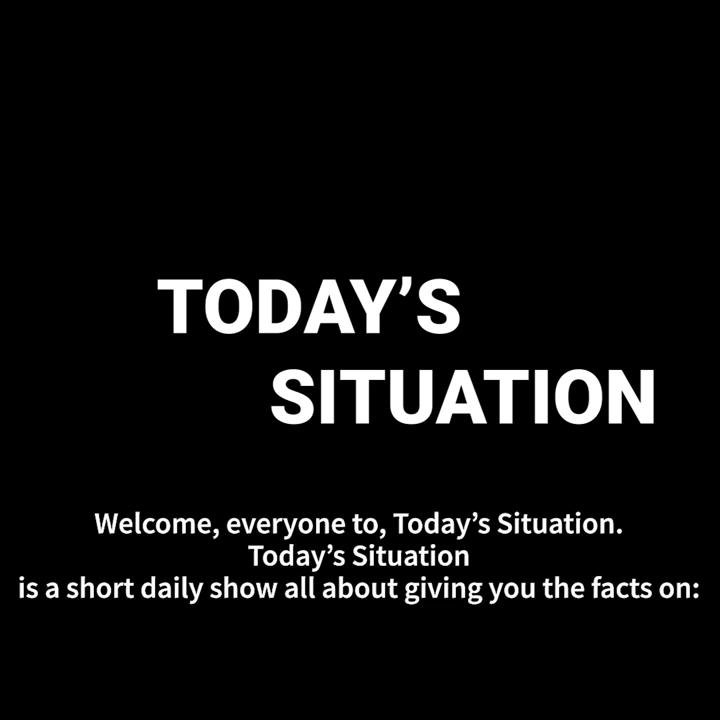 TODAY’S
SITUATION
Welcome, everyone to, Today’s Situation.
Today’s Situation
is a short daily show all about giving you the facts on: